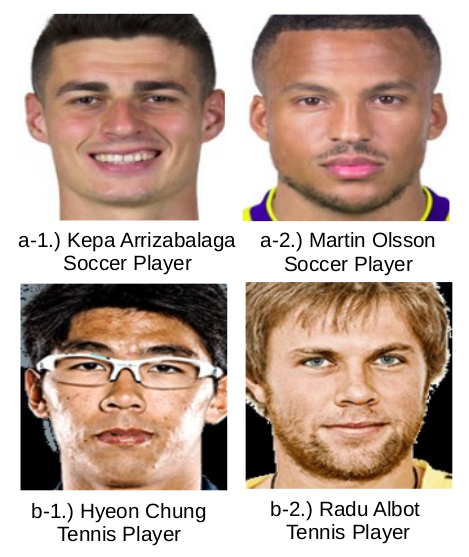 a-1.) Kepa Arrizabalaga
Soccer Player
a-2.) Martin Olsson
Soccer Player
b-1.) Hyeon Chung
Tennis Player
b-2.) Radu Albot
Tennis Player